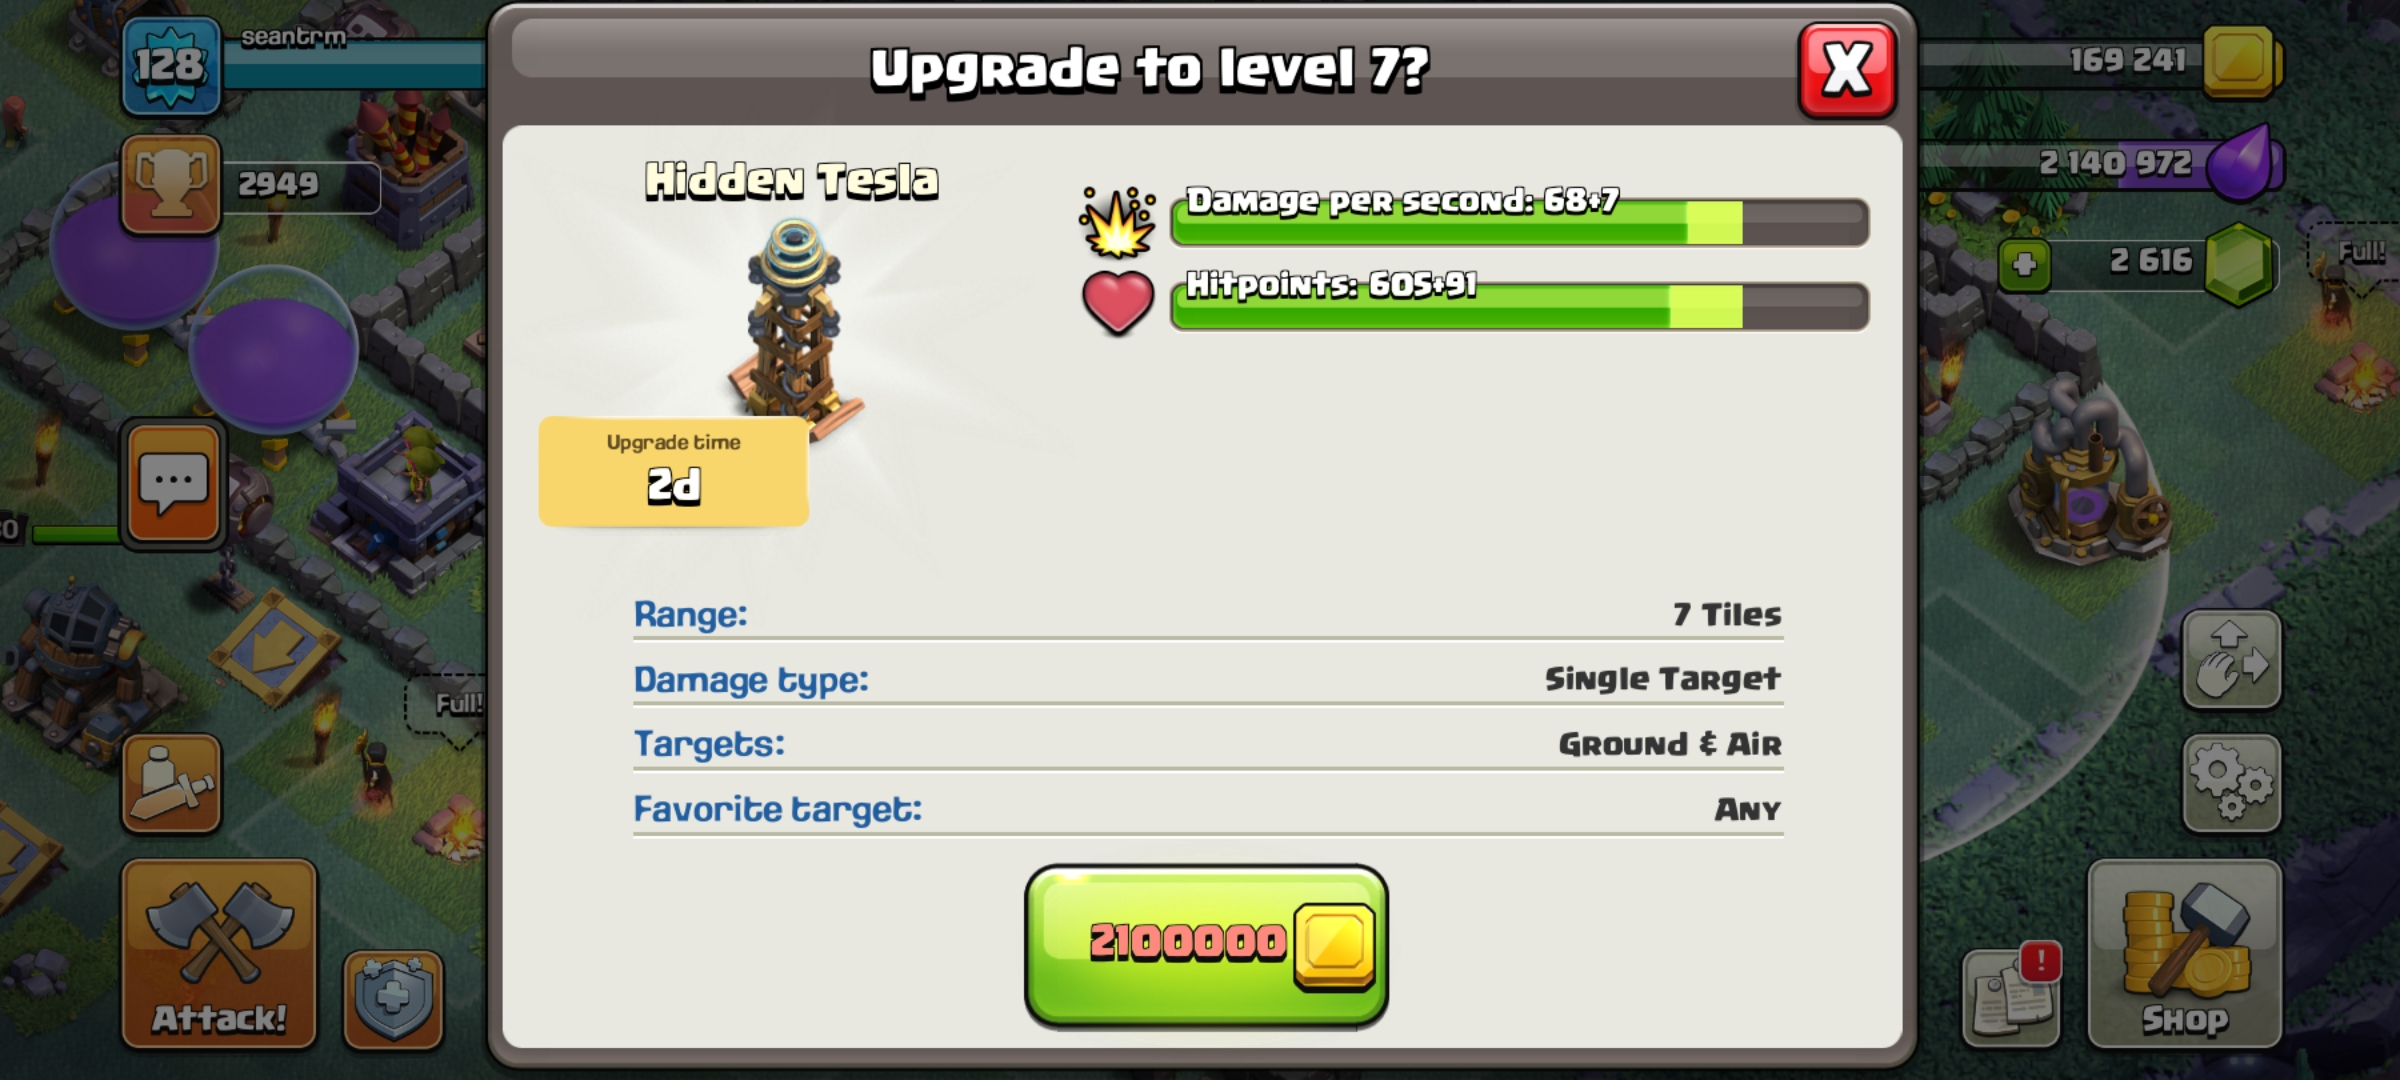 128
seantrm
2949
Upgrade to level 7?
X
169 241
2 140 972
2 616
Full!
Hidden Tesla
Damage per second: 68+7
Hitpoints: 605+91
Upgrade time
2d
Full!
Range: 7 Tiles
Damage type: Single Target
Targets: Ground & Air
Favorite target: Any
2100000
Attack!
!
Shop